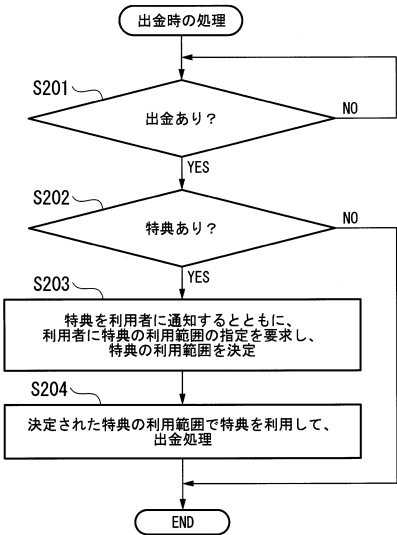 出金時の処理
S201
出金あり?
NO
YES
S202
特典あり?
NO
YES
S203
特典を利用者に通知するとともに、
利用者に特典の利用範囲の指定を要求し、
特典の利用範囲を決定
S204
決定された特典の利用範囲で特典を利用して、
出金処理
END